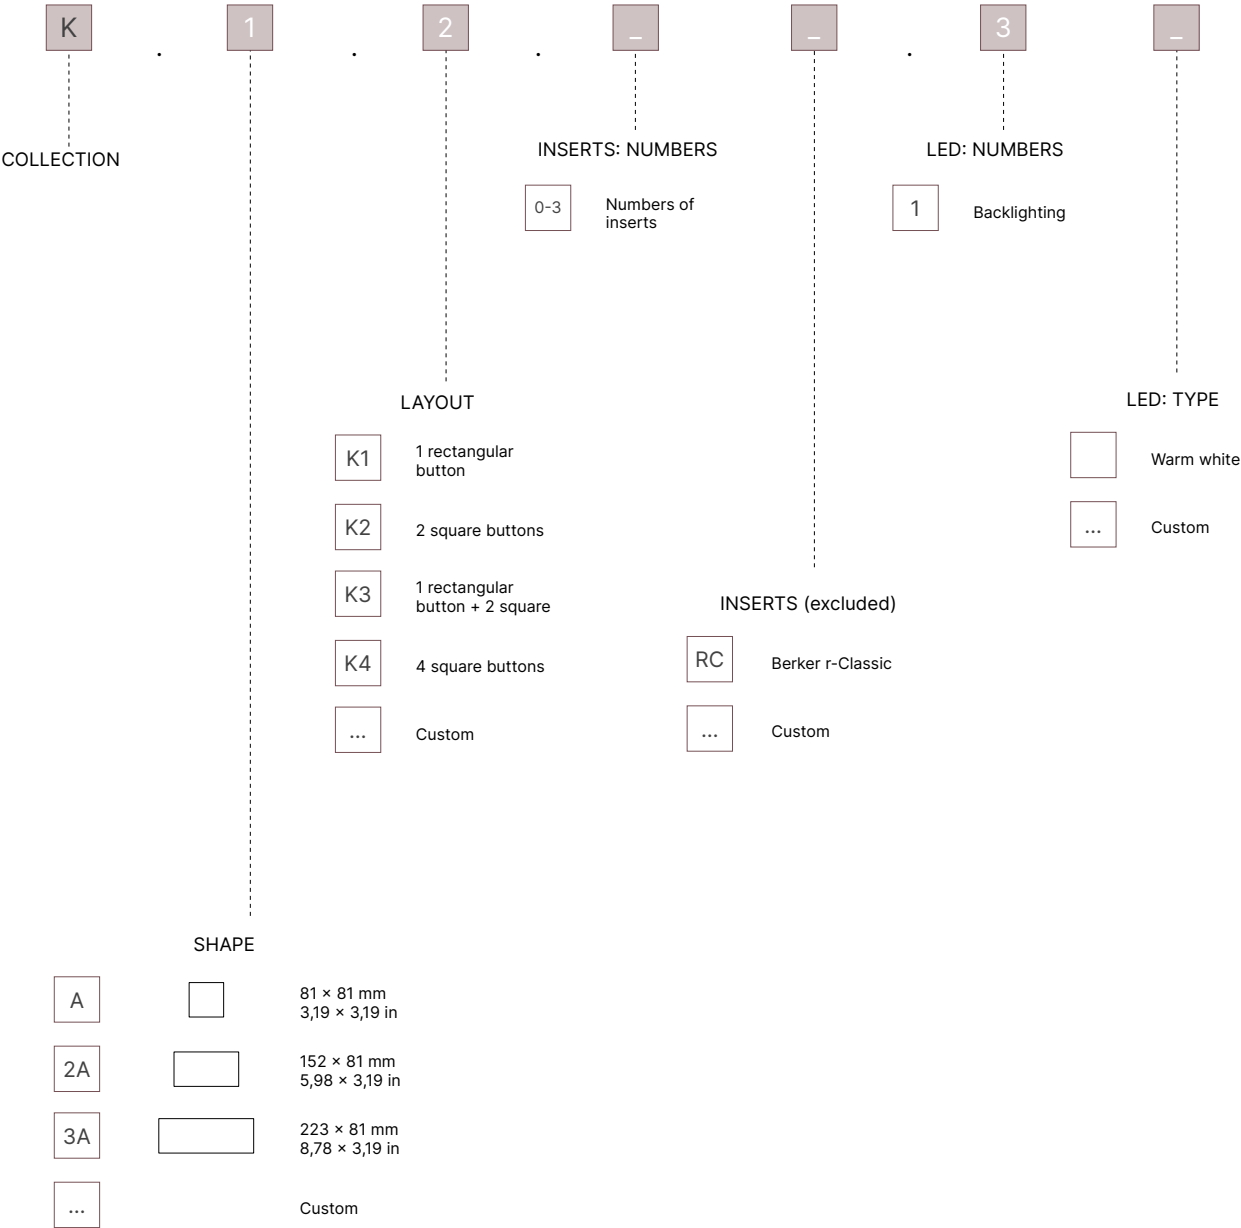 K . 1 . 2 . _ _ . 3 _
COLLECTION
INSERTS: NUMBERS
0-3
Numbers of
inserts
LED: NUMBERS
1
Backlighting
LAYOUT
K1
1 rectangular
button
K2
2 square buttons
K3
1 rectangular
button + 2 square
K4
4 square buttons
...
Custom
LED: TYPE
Warm white
...
Custom
INSERTS (excluded)
RC
Berker r-Classic
...
Custom
SHAPE
A
81 × 81 mm
3,19 × 3,19 in
2A
152 × 81 mm
5,98 × 3,19 in
3A
223 × 81 mm
8,78 × 3,19 in
...
Custom